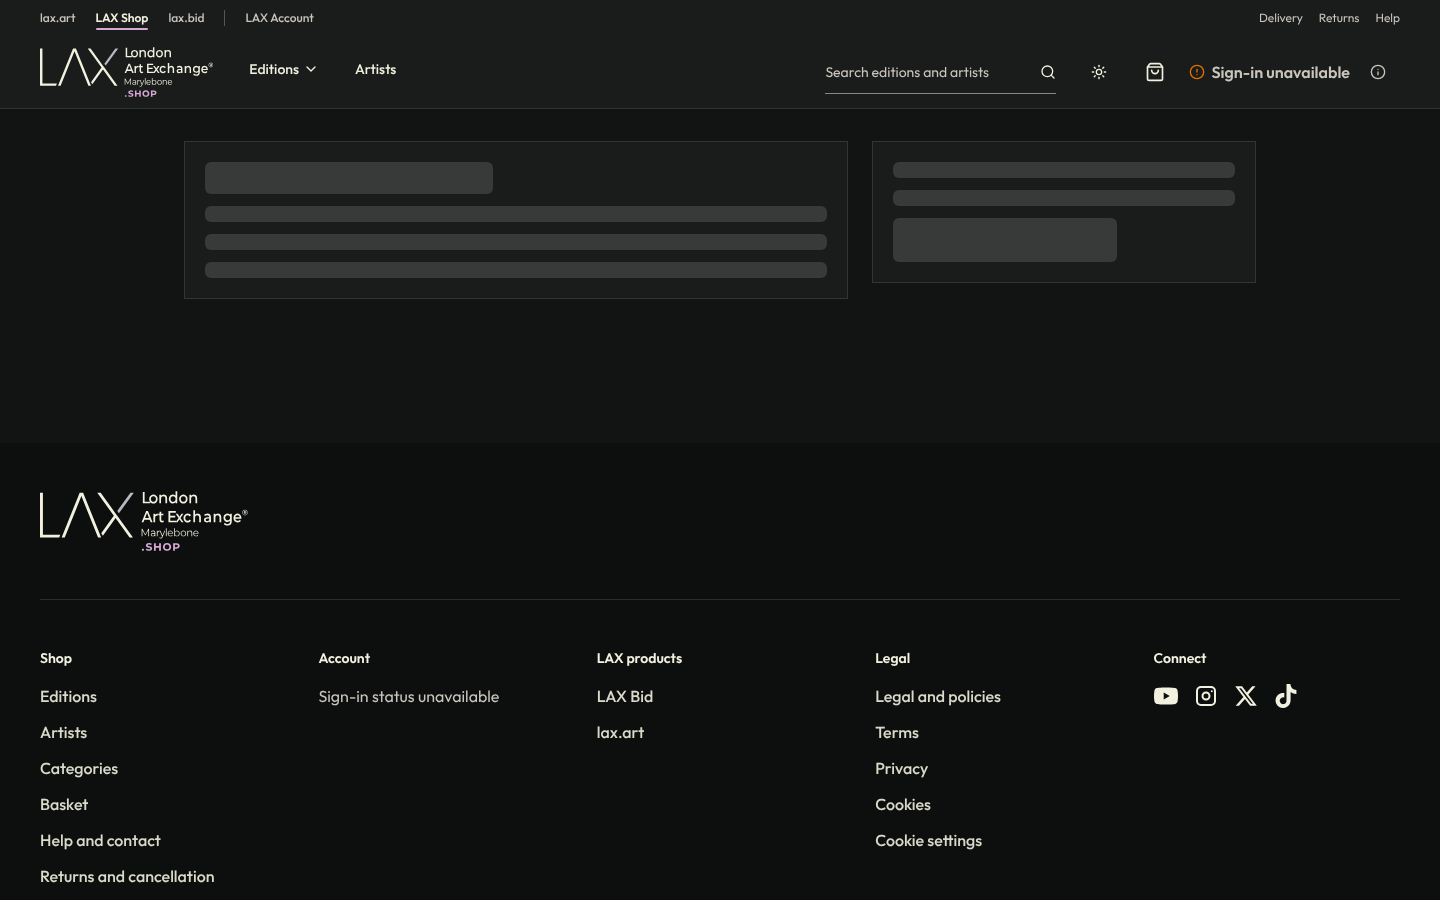 lax.art
LAX Shop
lax.bid
LAX Account
Delivery
Returns
Help
LAX London
Art Exchange®
Marylebone
.SHOP
Editions
Artists
Search editions and artists
Sign-in unavailable
LAX London
Art Exchange®
Marylebone
.SHOP
Shop
Editions
Artists
Categories
Basket
Help and contact
Returns and cancellation
Account
Sign-in status unavailable
LAX products
LAX Bid
lax.art
Legal
Legal and policies
Terms
Privacy
Cookies
Cookie settings
Connect